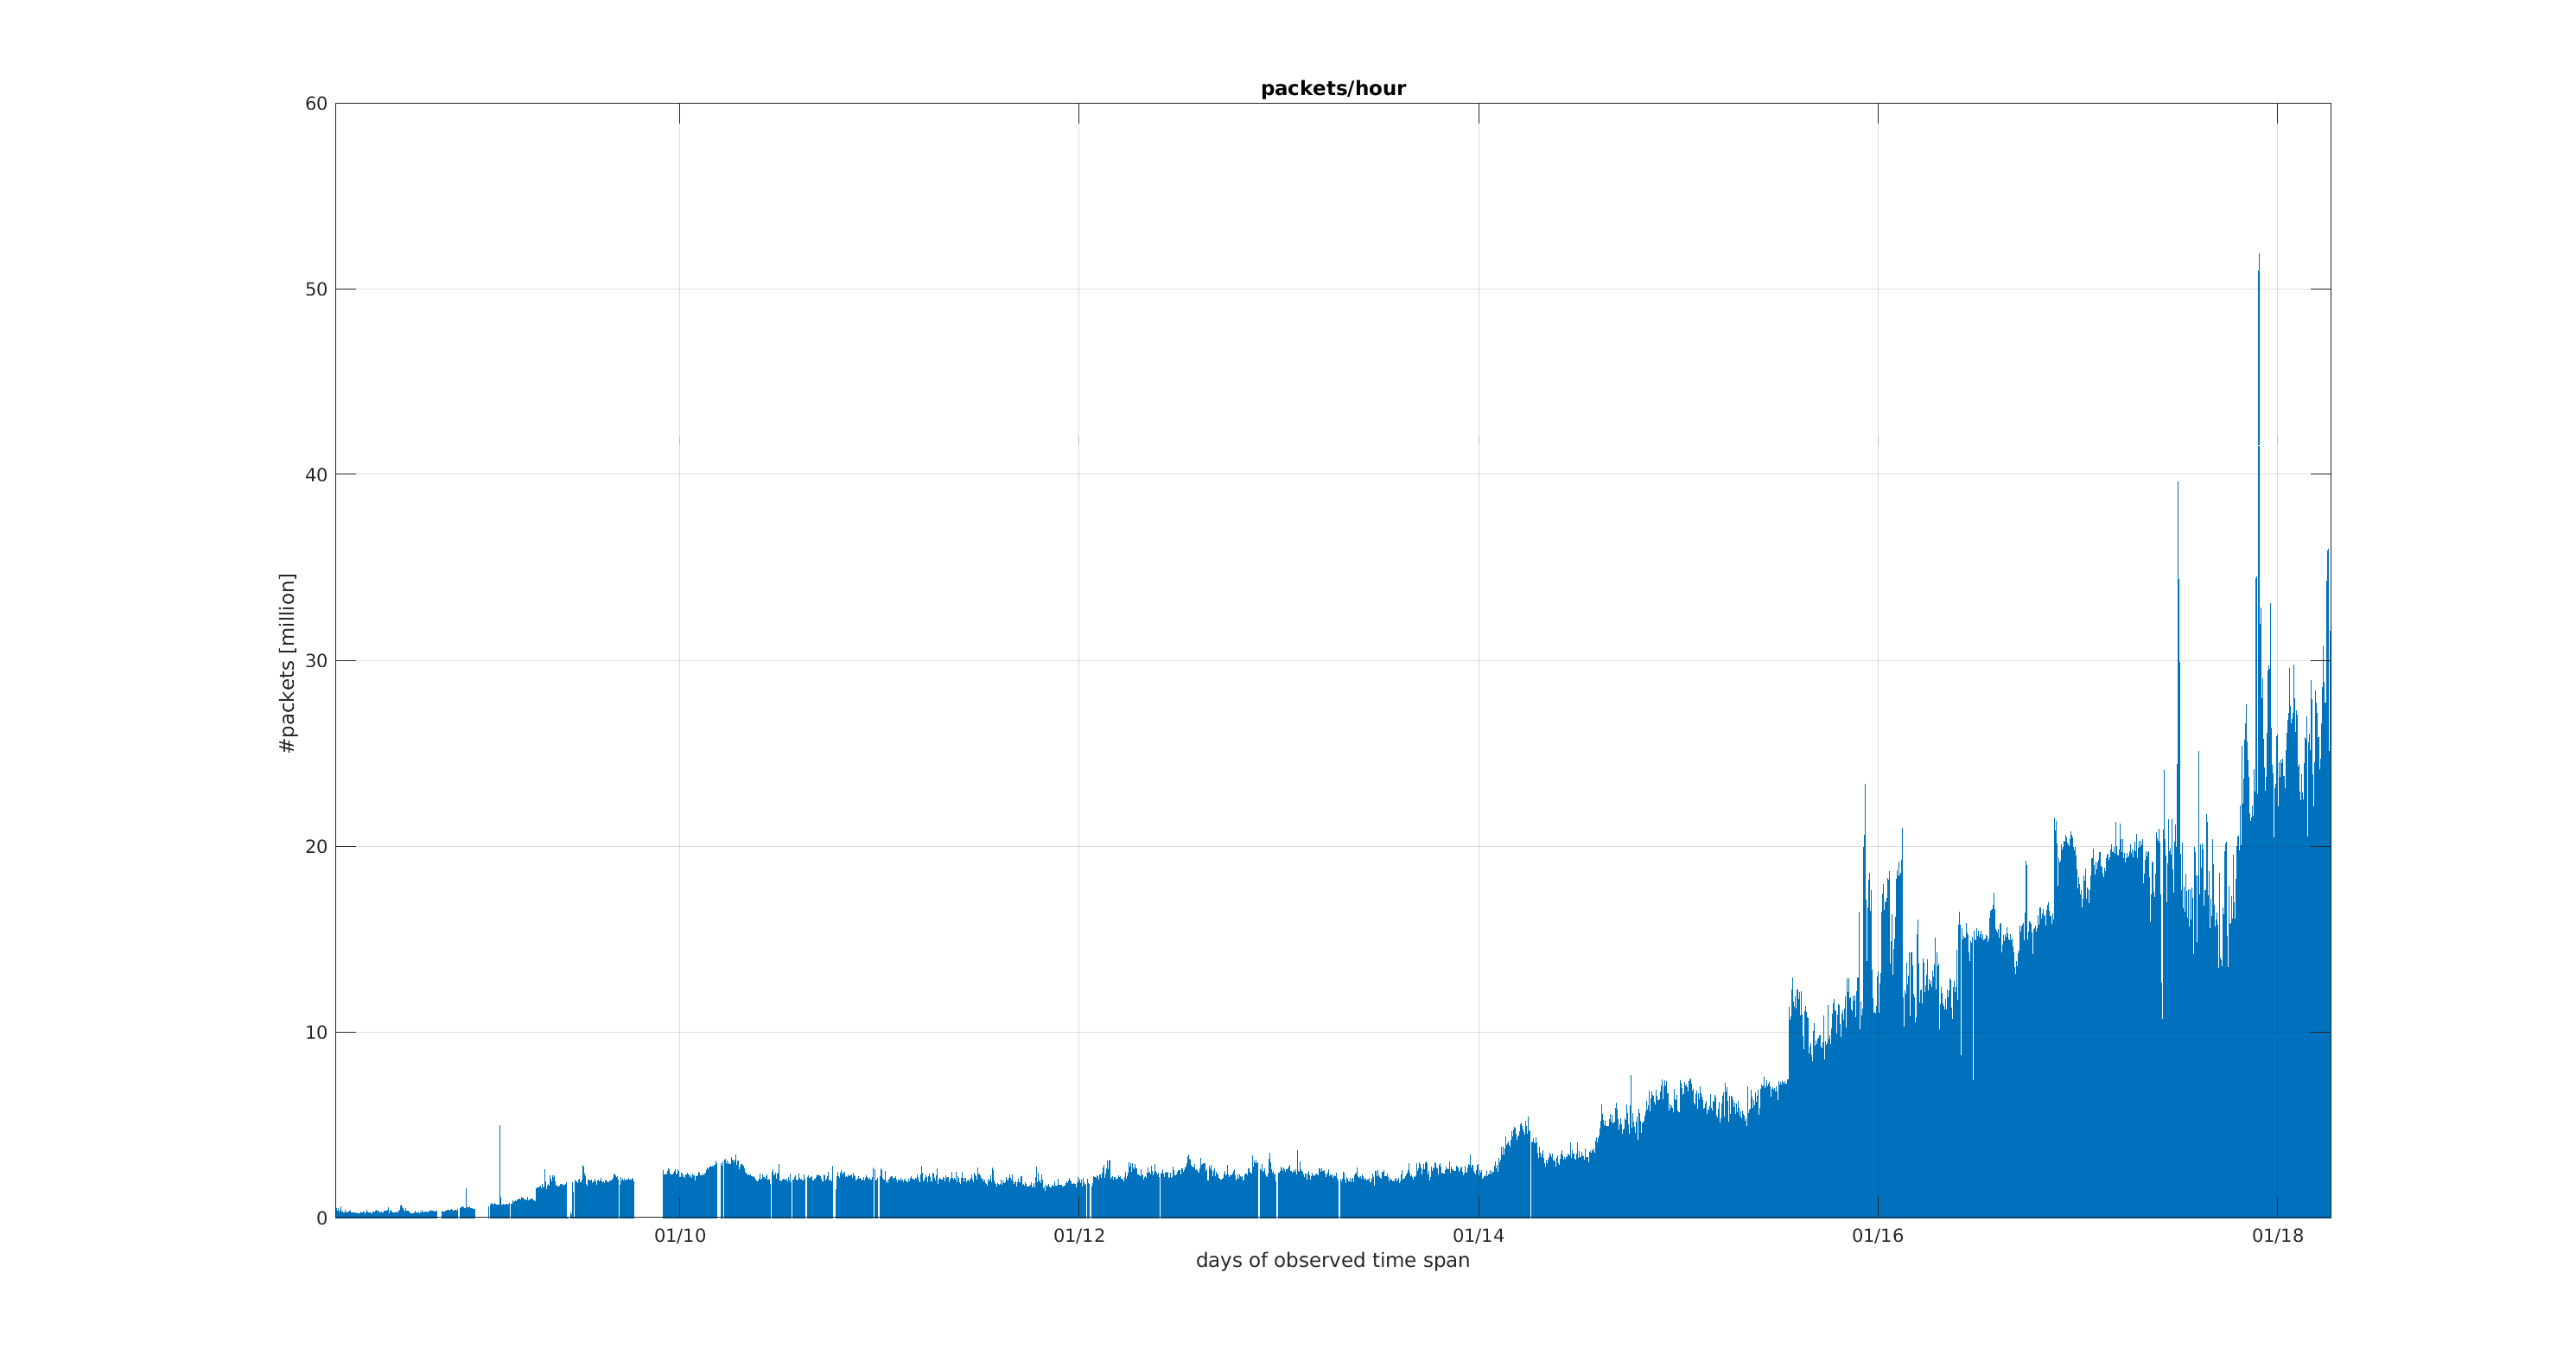 packets/hour
60
50
40
30
20
10
0
#packets [million]
01/10 01/12 01/14 01/16 01/18
days of observed time span